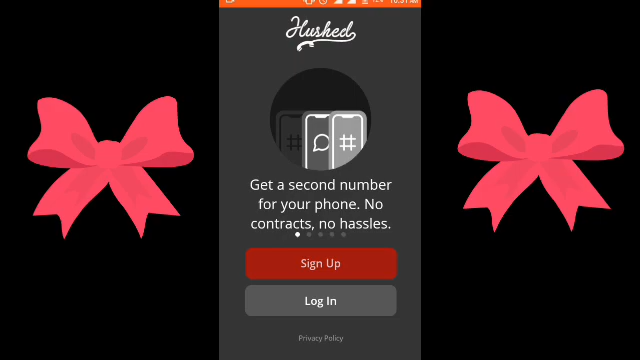 Hushed
Get a second number
for your phone. No
contracts, no hassles.
Sign Up
Log In
Privacy Policy